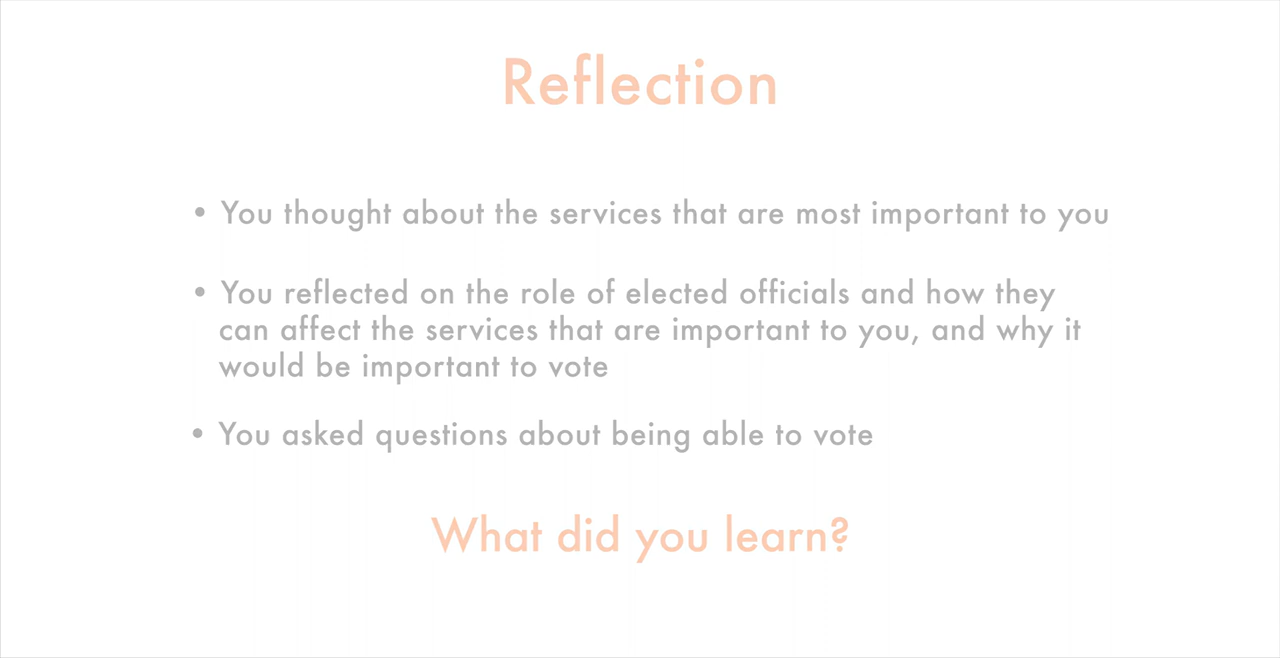 Reflection
• You thought about the services that are most important to you
• You reflected on the role of elected officials and how they
can affect the services that are important to you, and why it
would be important to vote
• You asked questions about being able to vote
What did you learn?